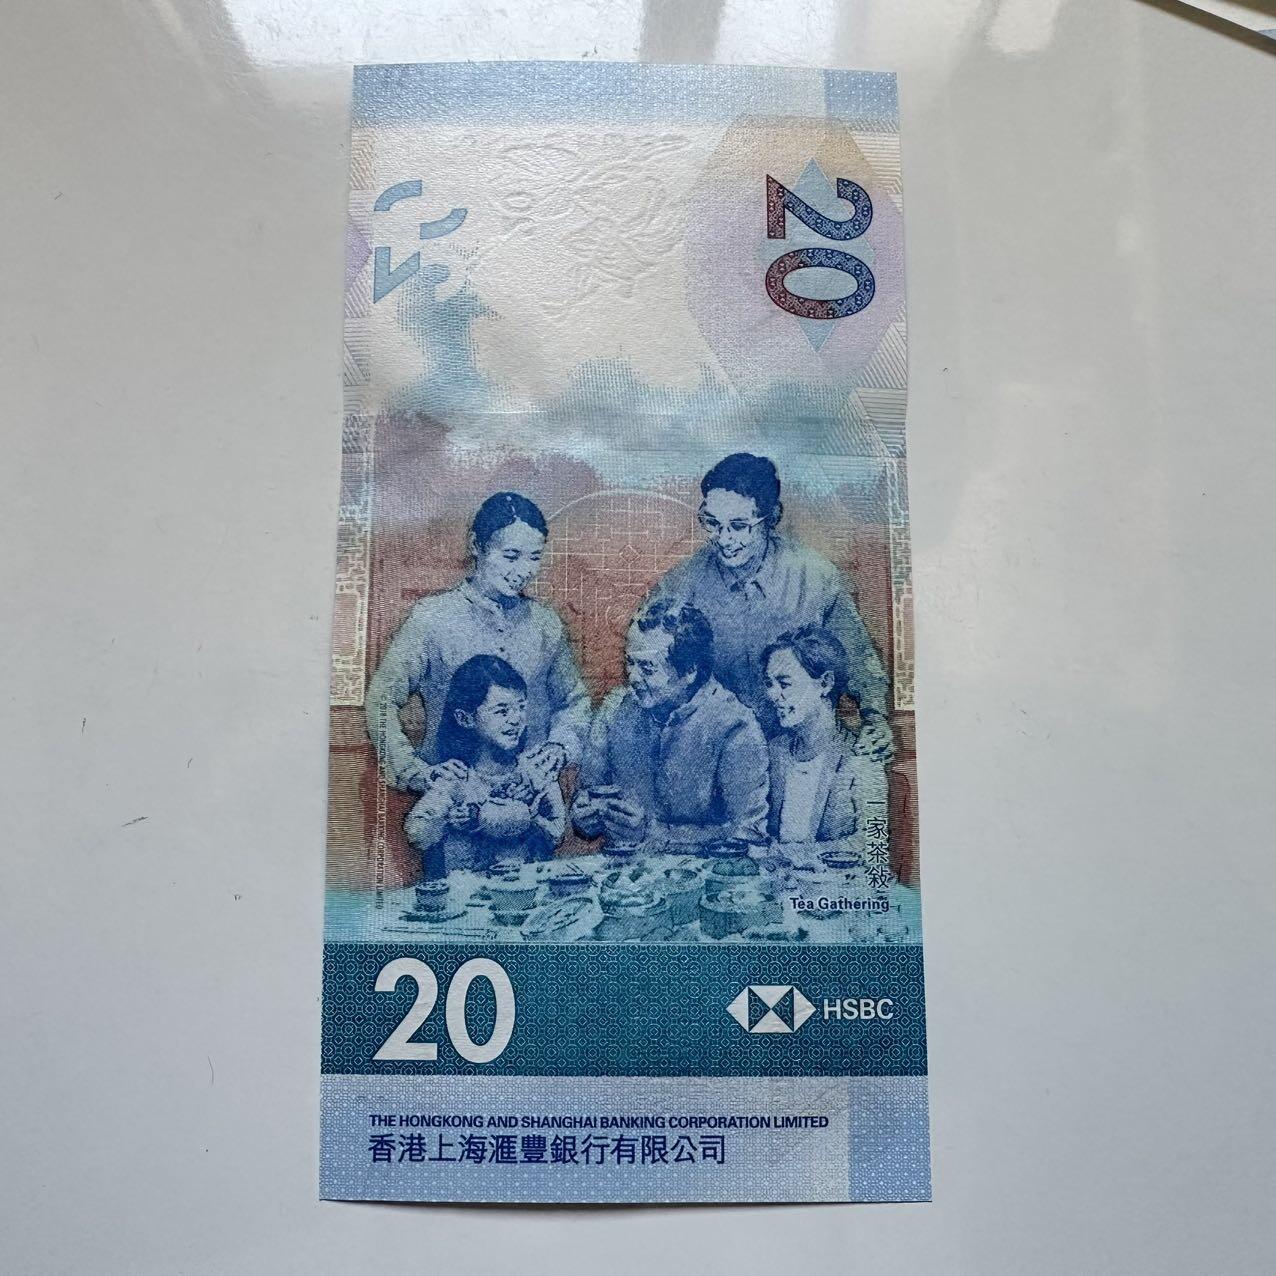 20
一家茶敍
Tea Gathering
20
HSBC
THE HONGKONG AND SHANGHAI BANKING CORPORATION LIMITED
香港上海滙豐銀行有限公司